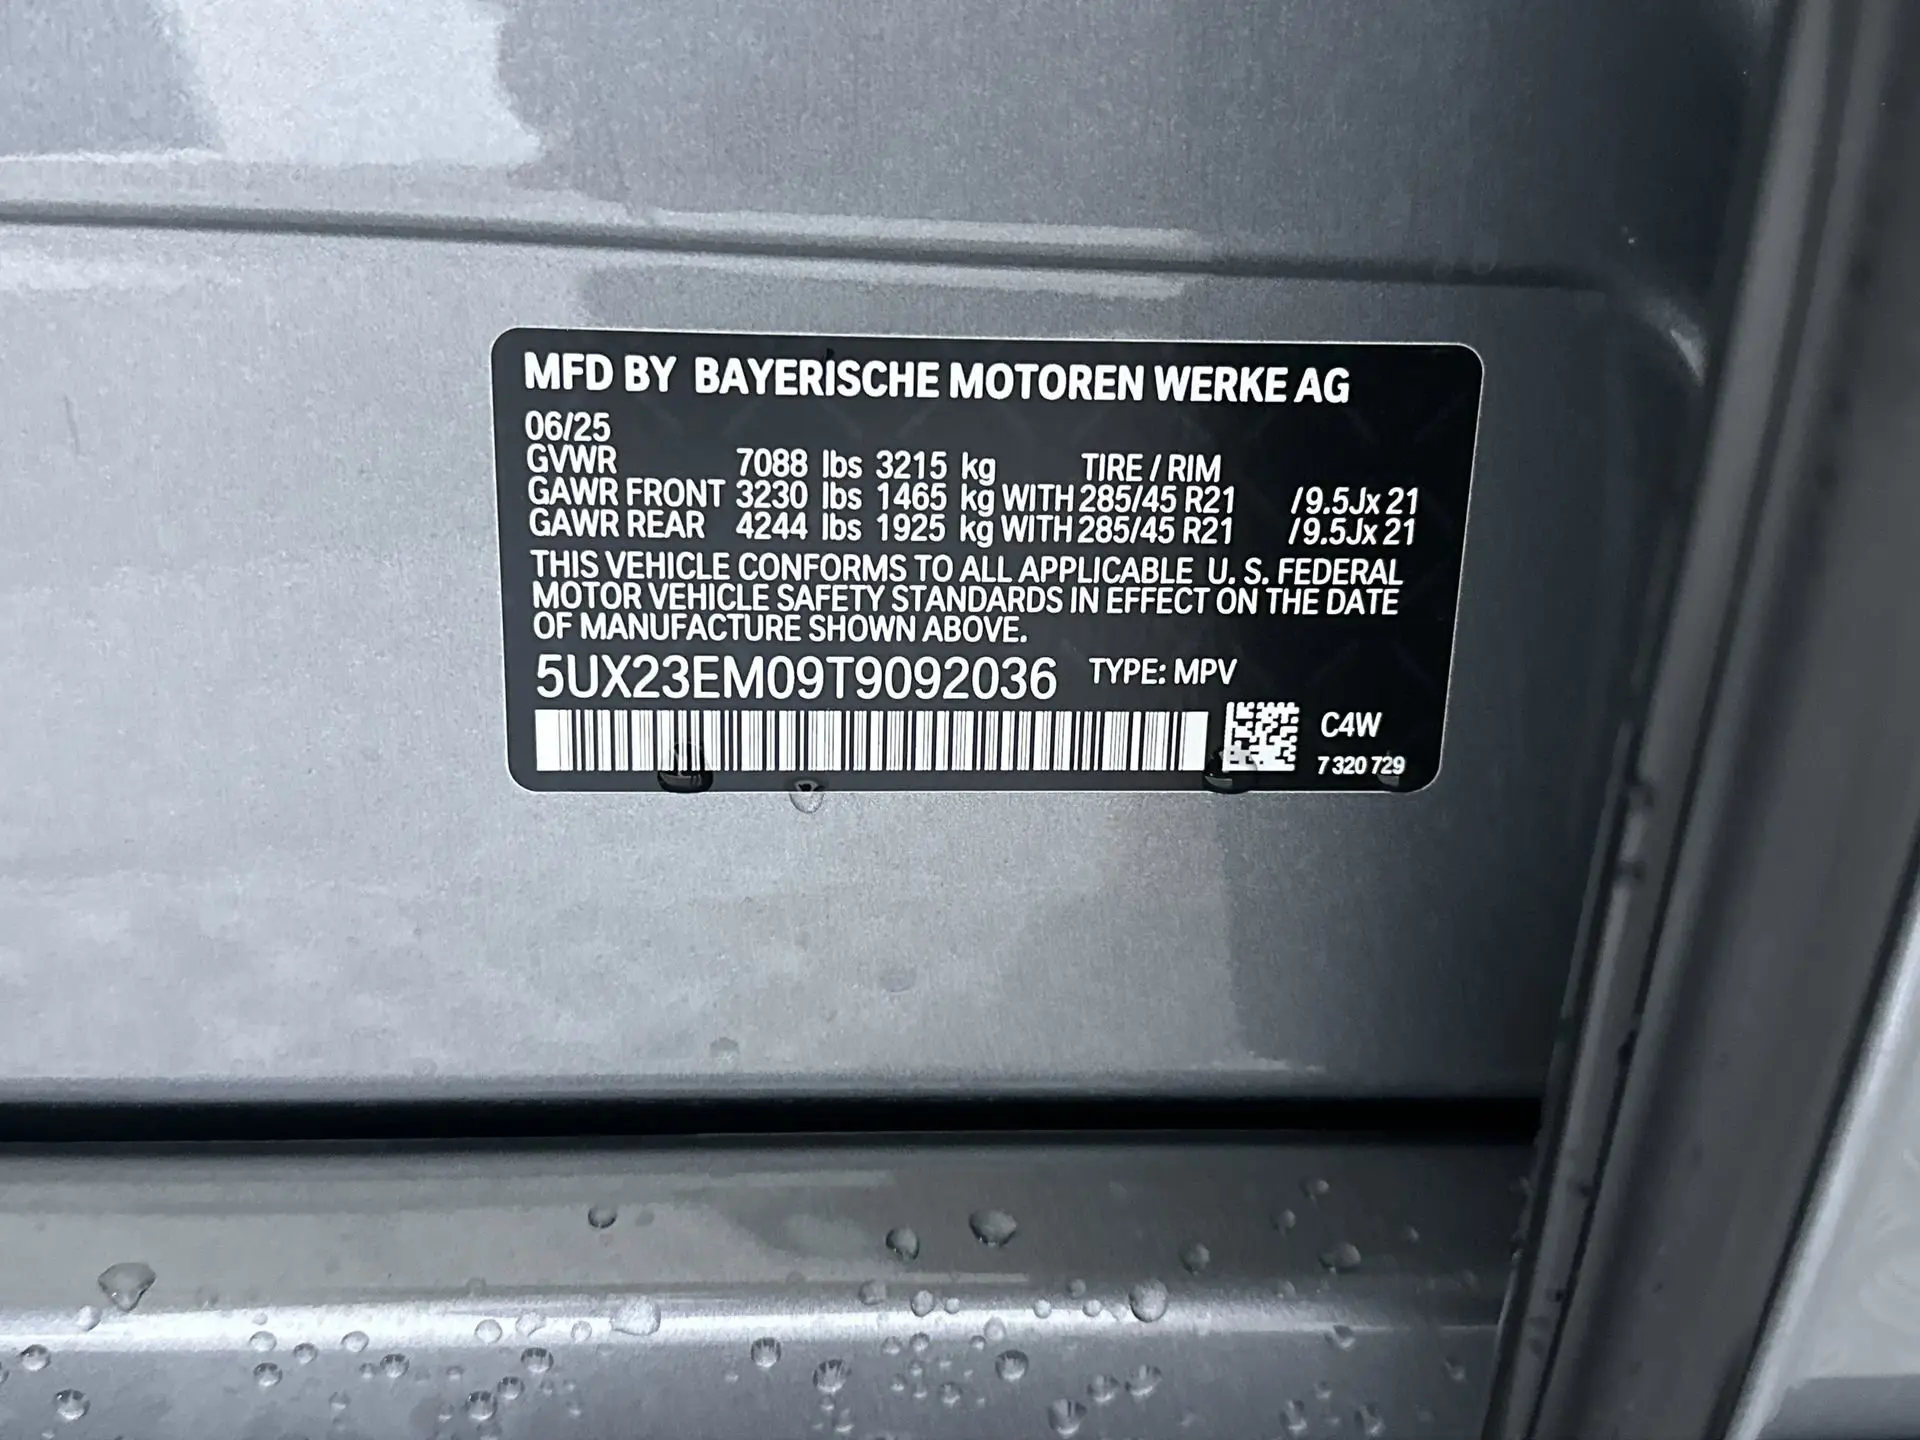 MFD BY BAYERISCHE MOTOREN WERKE AG
06/25
GVWR 7088 lbs 3215 kg TIRE / RIM
GAWR FRONT 3230 lbs 1465 kg WITH 285/45 R21 /9.5Jx 21
GAWR REAR 4244 lbs 1925 kg WITH 285/45 R21 /9.5Jx 21
THIS VEHICLE CONFORMS TO ALL APPLICABLE U. S. FEDERAL
MOTOR VEHICLE SAFETY STANDARDS IN EFFECT ON THE DATE
OF MANUFACTURE SHOWN ABOVE.
5UX23EM09T9092036 TYPE: MPV
C4W
7 320 729